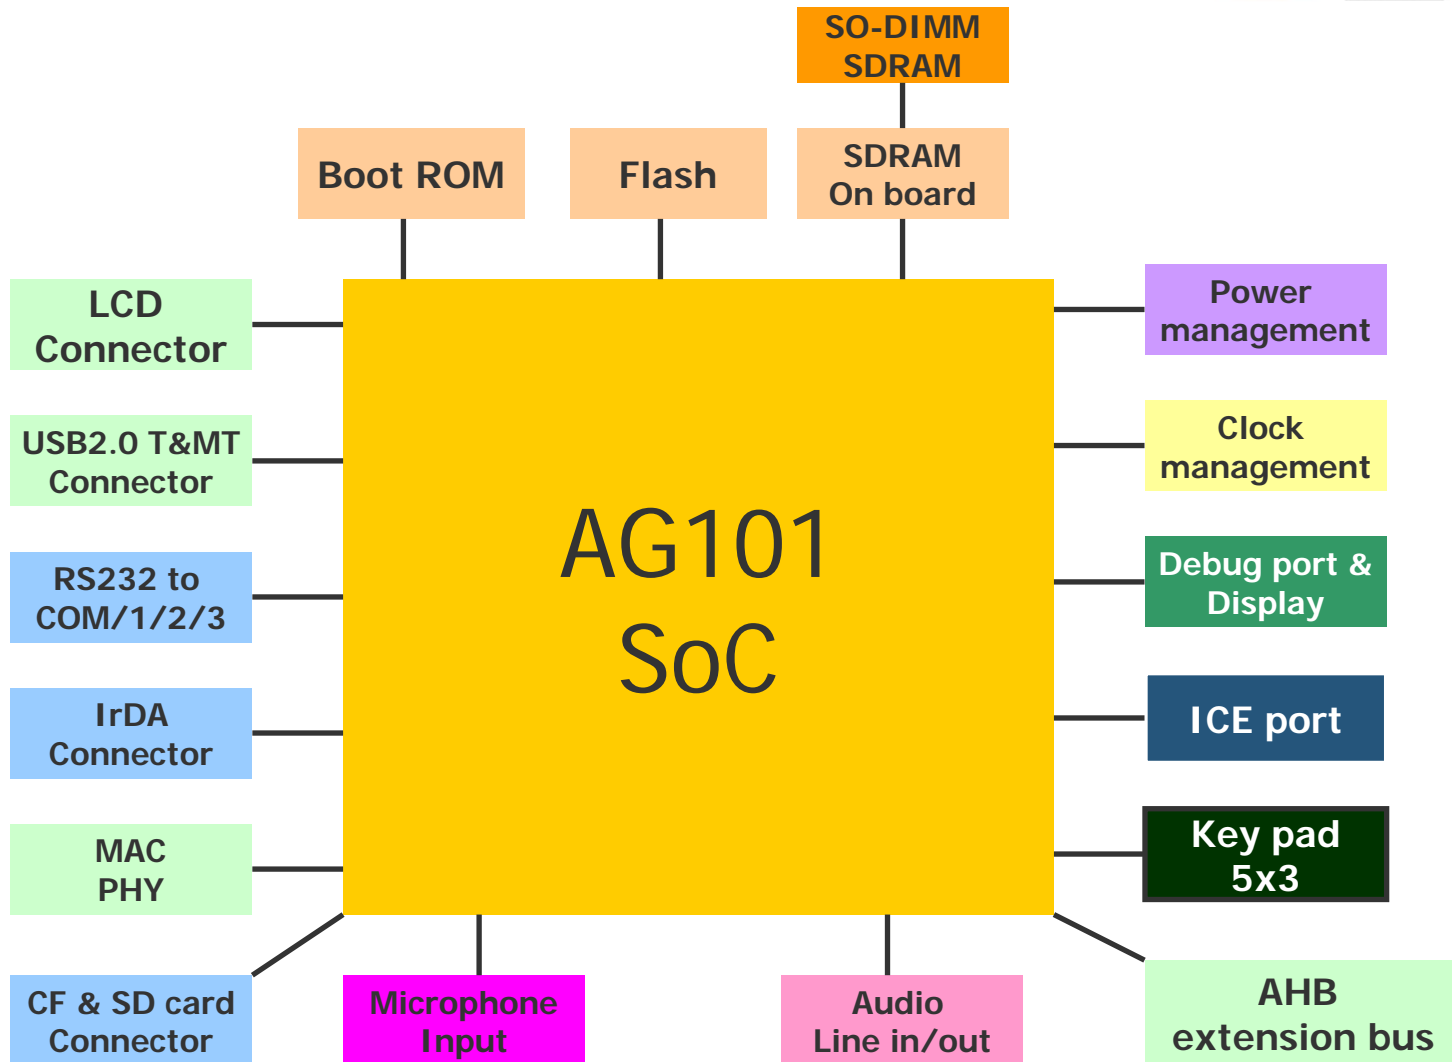 SO-DIMM
SDRAM
Boot ROM
Flash
SDRAM
On board
LCD
Connector
Power
management
USB2.0 T&MT
Connector
Clock
management
AG101
SoC
RS232 to
COM/1/2/3
Debug port &
Display
IrDA
Connector
ICE port
MAC
PHY
Key pad
5x3
CF & SD card
Connector
Microphone
Input
Audio
Line in/out
AHB
extension bus